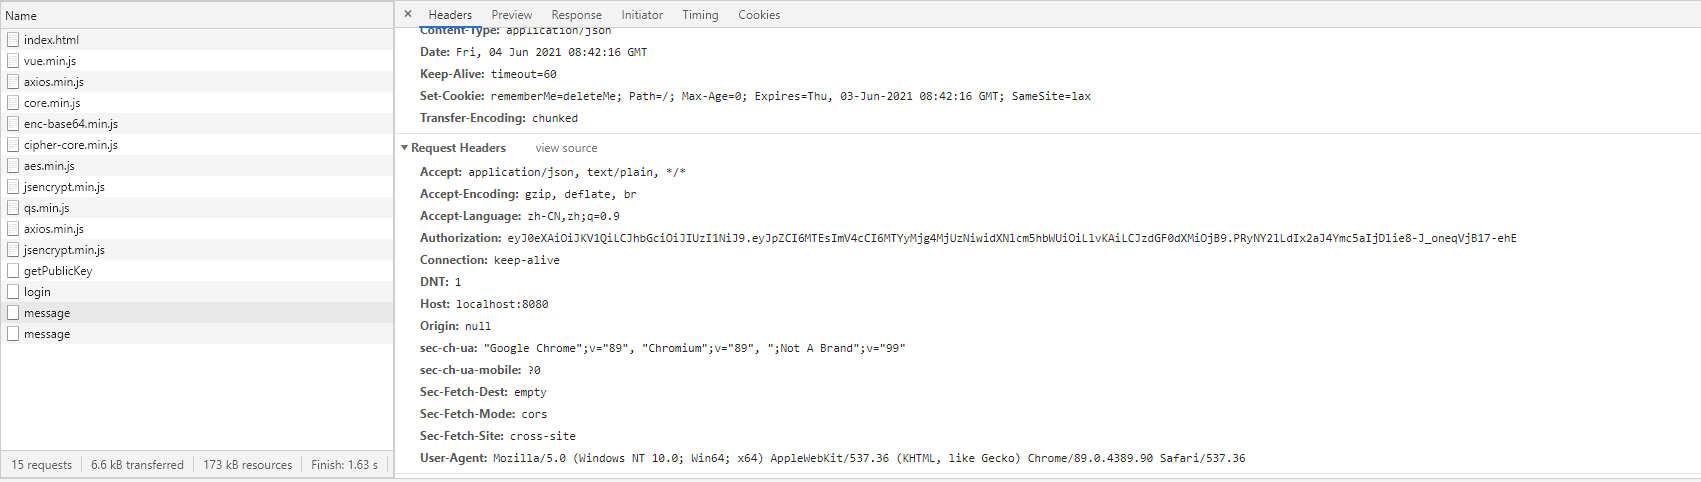 Name
index.html
vue.min.js
axios.min.js
core.min.js
enc-base64.min.js
cipher-core.min.js
aes.min.js
jsencrypt.min.js
qs.min.js
axios.min.js
jsencrypt.min.js
getPublicKey
login
message
message
15 requests 6.6 kB transferred 173 kB resources Finish: 1.63 s
× Headers Preview Response Initiator Timing Cookies
Content-Type: application/json
Date: Fri, 04 Jun 2021 08:42:16 GMT
Keep-Alive: timeout=60
Set-Cookie: rememberMe=deleteMe; Path=/; Max-Age=0; Expires=Thu, 03-Jun-2021 08:42:16 GMT; SameSite=lax
Transfer-Encoding: chunked
Request Headers view source
Accept: application/json, text/plain, */*
Accept-Encoding: gzip, deflate, br
Accept-Language: zh-CN,zh;q=0.9
Authorization: eyJ0eXAiOiJKV1QiLCJhbGciOiJIUzI1NiJ9.eyJpZCI6MTEsImV4cCI6MTYyMjg4MjUzNiwidXNlcm5hbWUiOiLlvKAiLCJzdGF0dXMiOjB9.PRyNY2lLdIx2aJ4Ymc5aIjDlie8-J_oneqVjB17-ehE
Connection: keep-alive
DNT: 1
Host: localhost:8080
Origin: null
sec-ch-ua: "Google Chrome";v="89", "Chromium";v="89", ";Not A Brand";v="99"
sec-ch-ua-mobile: ?0
Sec-Fetch-Dest: empty
Sec-Fetch-Mode: cors
Sec-Fetch-Site: cross-site
User-Agent: Mozilla/5.0 (Windows NT 10.0; Win64; x64) AppleWebKit/537.36 (KHTML, like Gecko) Chrome/89.0.4389.90 Safari/537.36